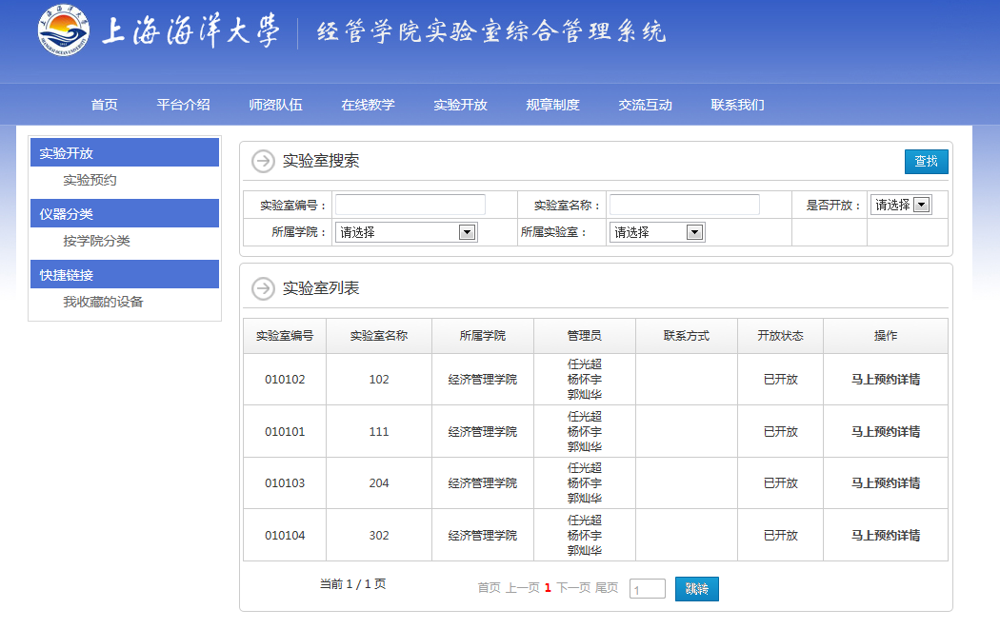 上海海洋大学 经管学院实验室综合管理系统
首页 平台介绍 师资队伍 在线教学 实验开放 规章制度 交流互动 联系我们
实验开放
实验预约
仪器分类
按学院分类
快捷链接
我收藏的设备
实验室搜索 查找
实验室编号： 实验室名称： 是否开放： 请选择
所属学院： 请选择 所属实验室： 请选择
实验室列表
实验室编号 实验室名称 所属学院 管理员 联系方式 开放状态 操作
010102 102 经济管理学院 任光超 杨怀宇 郭灿华 已开放 马上预约详情
010101 111 经济管理学院 任光超 杨怀宇 郭灿华 已开放 马上预约详情
010103 204 经济管理学院 任光超 杨怀宇 郭灿华 已开放 马上预约详情
010104 302 经济管理学院 任光超 杨怀宇 郭灿华 已开放 马上预约详情
当前 1 / 1 页 首页 上一页 1 下一页 尾页 1 跳转